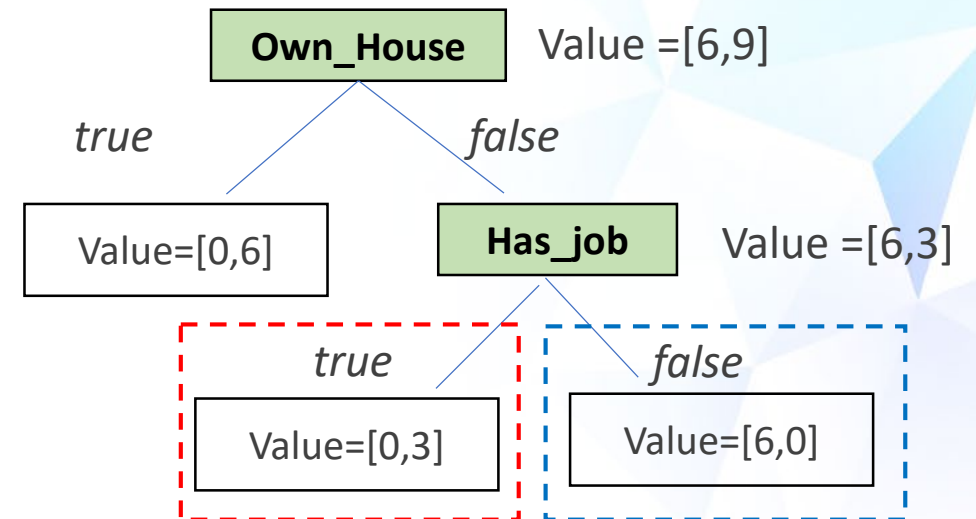 Own_House
Value =[6,9]
true
false
Value=[0,6]
Has_job
Value =[6,3]
true
false
Value=[0,3]
Value=[6,0]